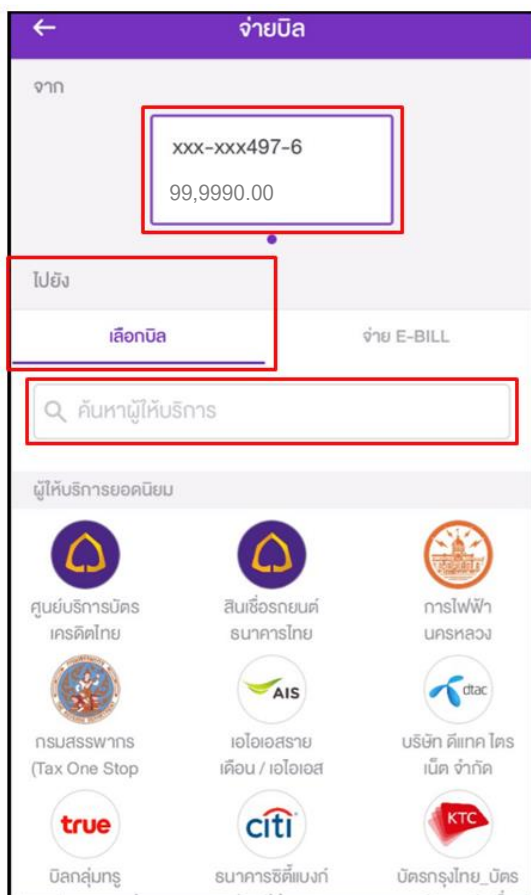 จ่ายบิล
จาก
xxx-xxx497-6
99,9990.00
ไปยัง
เลือกบิล
จ่าย E-BILL
ค้นหาผู้ให้บริการ
ผู้ให้บริการยอดนิยม
ศูนย์บริการบัตร
เครดิตไทย
สินเชื่อรถยนต์
ธนาคารไทย
การไฟฟ้า
นครหลวง
AIS
dtac
กรมสรรพากร
(Tax One Stop
เอไอเอสราย
เดือน / เอไอเอส
บริษัท ดีแทค ไตร
เน็ต จำกัด
true
citi
KTC
บิลกลุ่มทรู
ธนาคารซิตี้แบงก์
บัตรกรุงไทย_บัตร